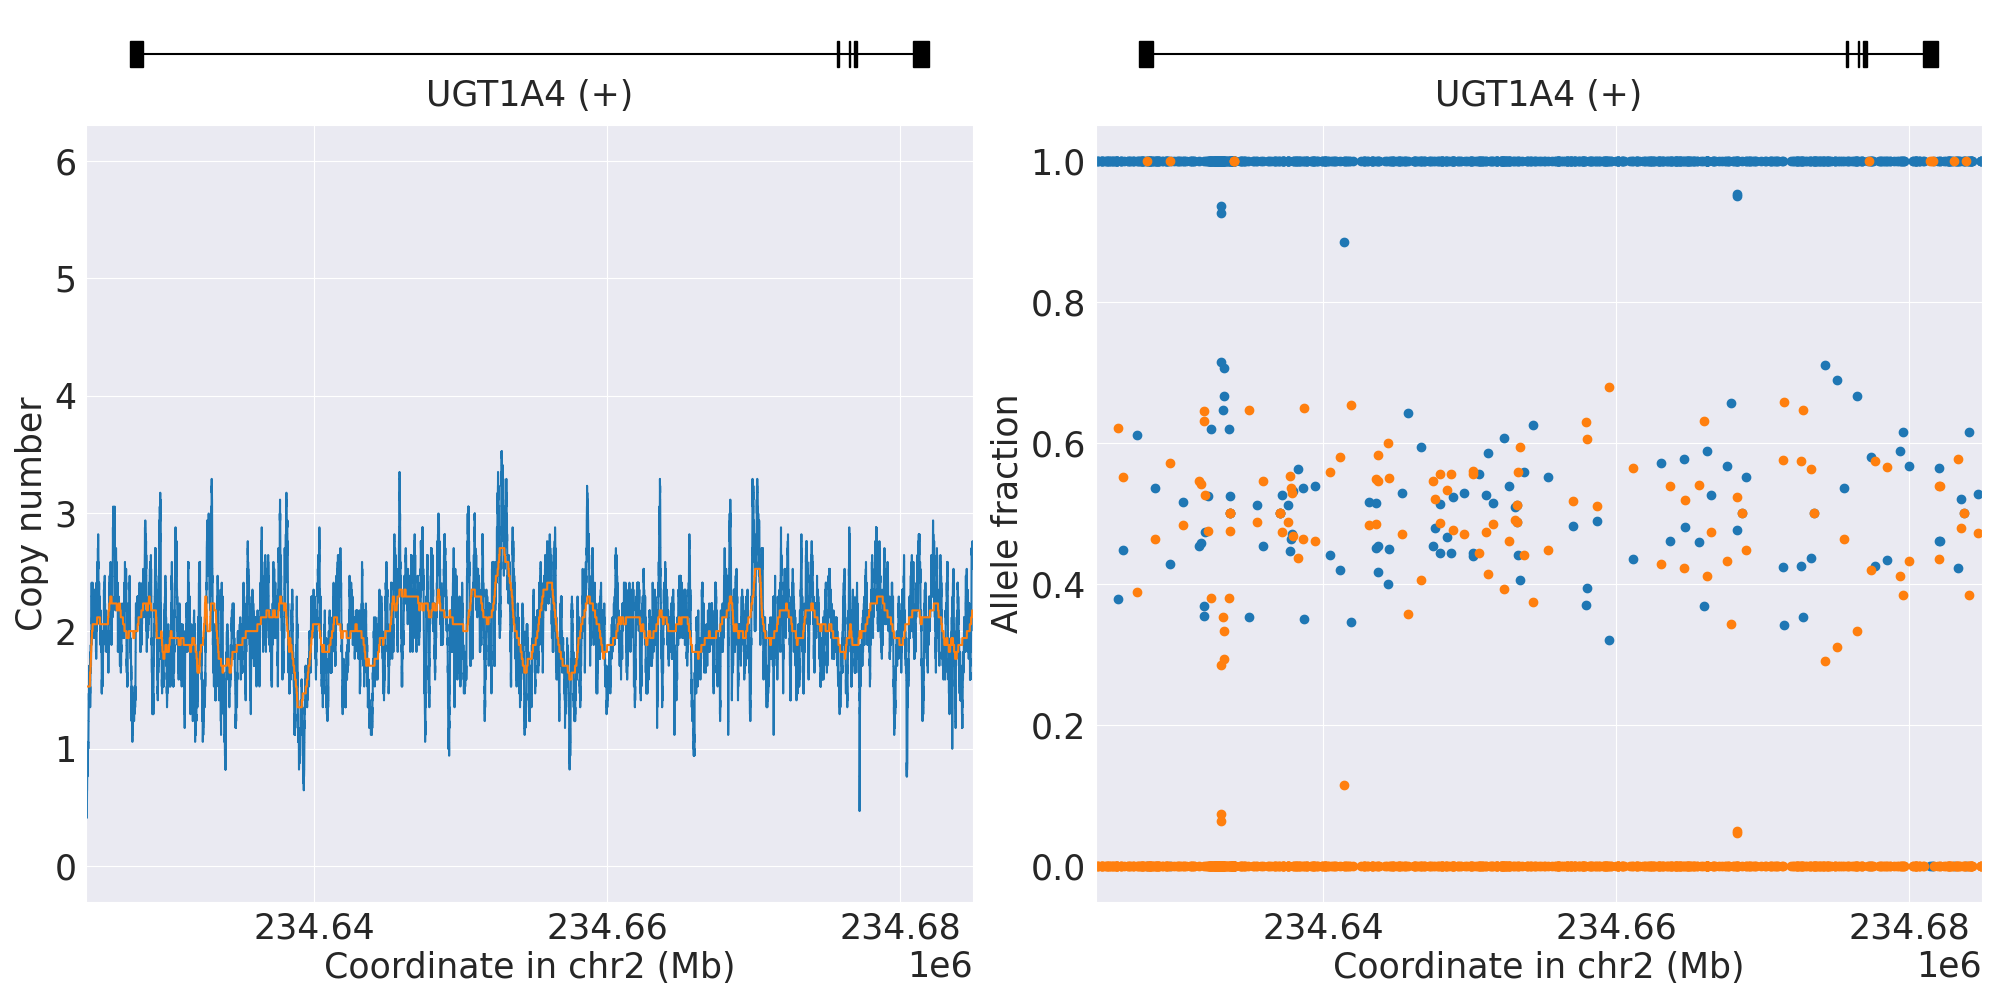 UGT1A4 (+)
6
5
4
3
2
1
0
Copy number
234.64
234.66
234.68
Coordinate in chr2 (Mb)
1e6
UGT1A4 (+)
1.0
0.8
0.6
0.4
0.2
0.0
Allele fraction
234.64
234.66
234.68
Coordinate in chr2 (Mb)
1e6